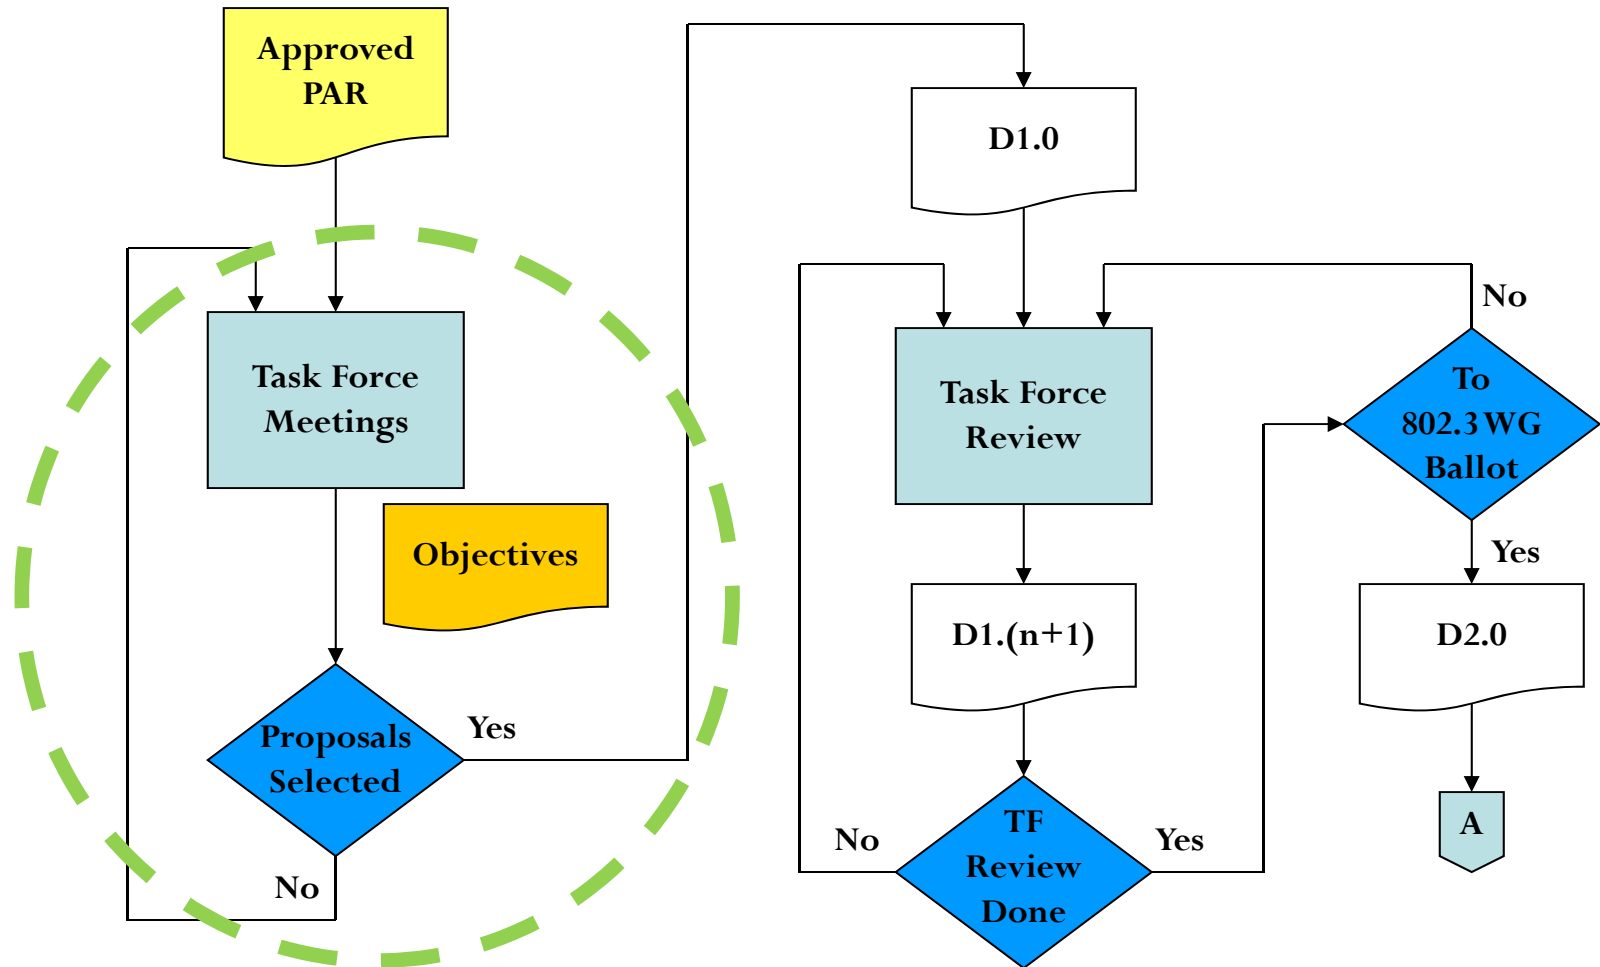 Approved
PAR
Task Force
Meetings
Objectives
Proposals
Selected
Yes
No
D1.0
Task Force
Review
D1.(n+1)
TF
Review
Done
No
Yes
To
802.3 WG
Ballot
No
Yes
D2.0
A